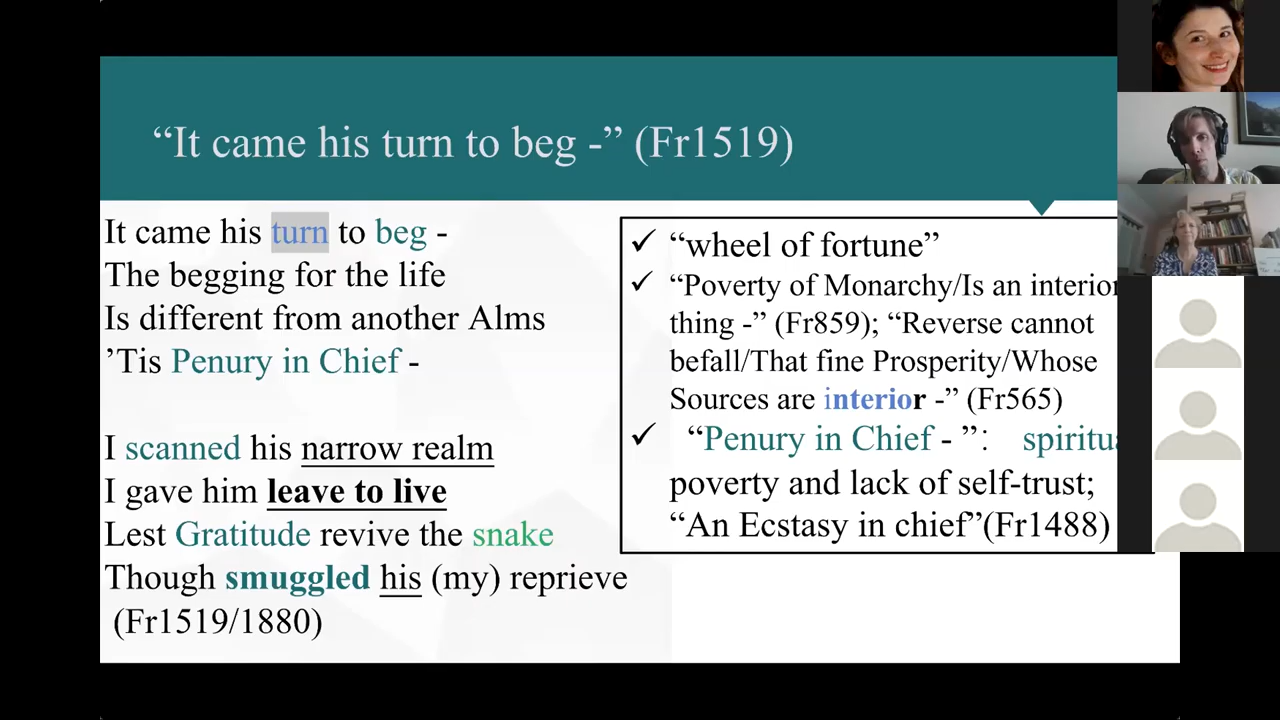 “It came his turn to beg -” (Fr1519)
It came his turn to beg -
The begging for the life
Is different from another Alms
’Tis Penury in Chief -
I scanned his narrow realm
I gave him leave to live
Lest Gratitude revive the snake
Though smuggled his (my) reprieve
(Fr1519/1880)
✓ “wheel of fortune”
✓ “Poverty of Monarchy/Is an interior
thing -” (Fr859); “Reverse cannot
befall/That fine Prosperity/Whose
Sources are interior -” (Fr565)
✓ “Penury in Chief - ”:
poverty and lack of self-trust;
“An Ecstasy in chief”(Fr1488)